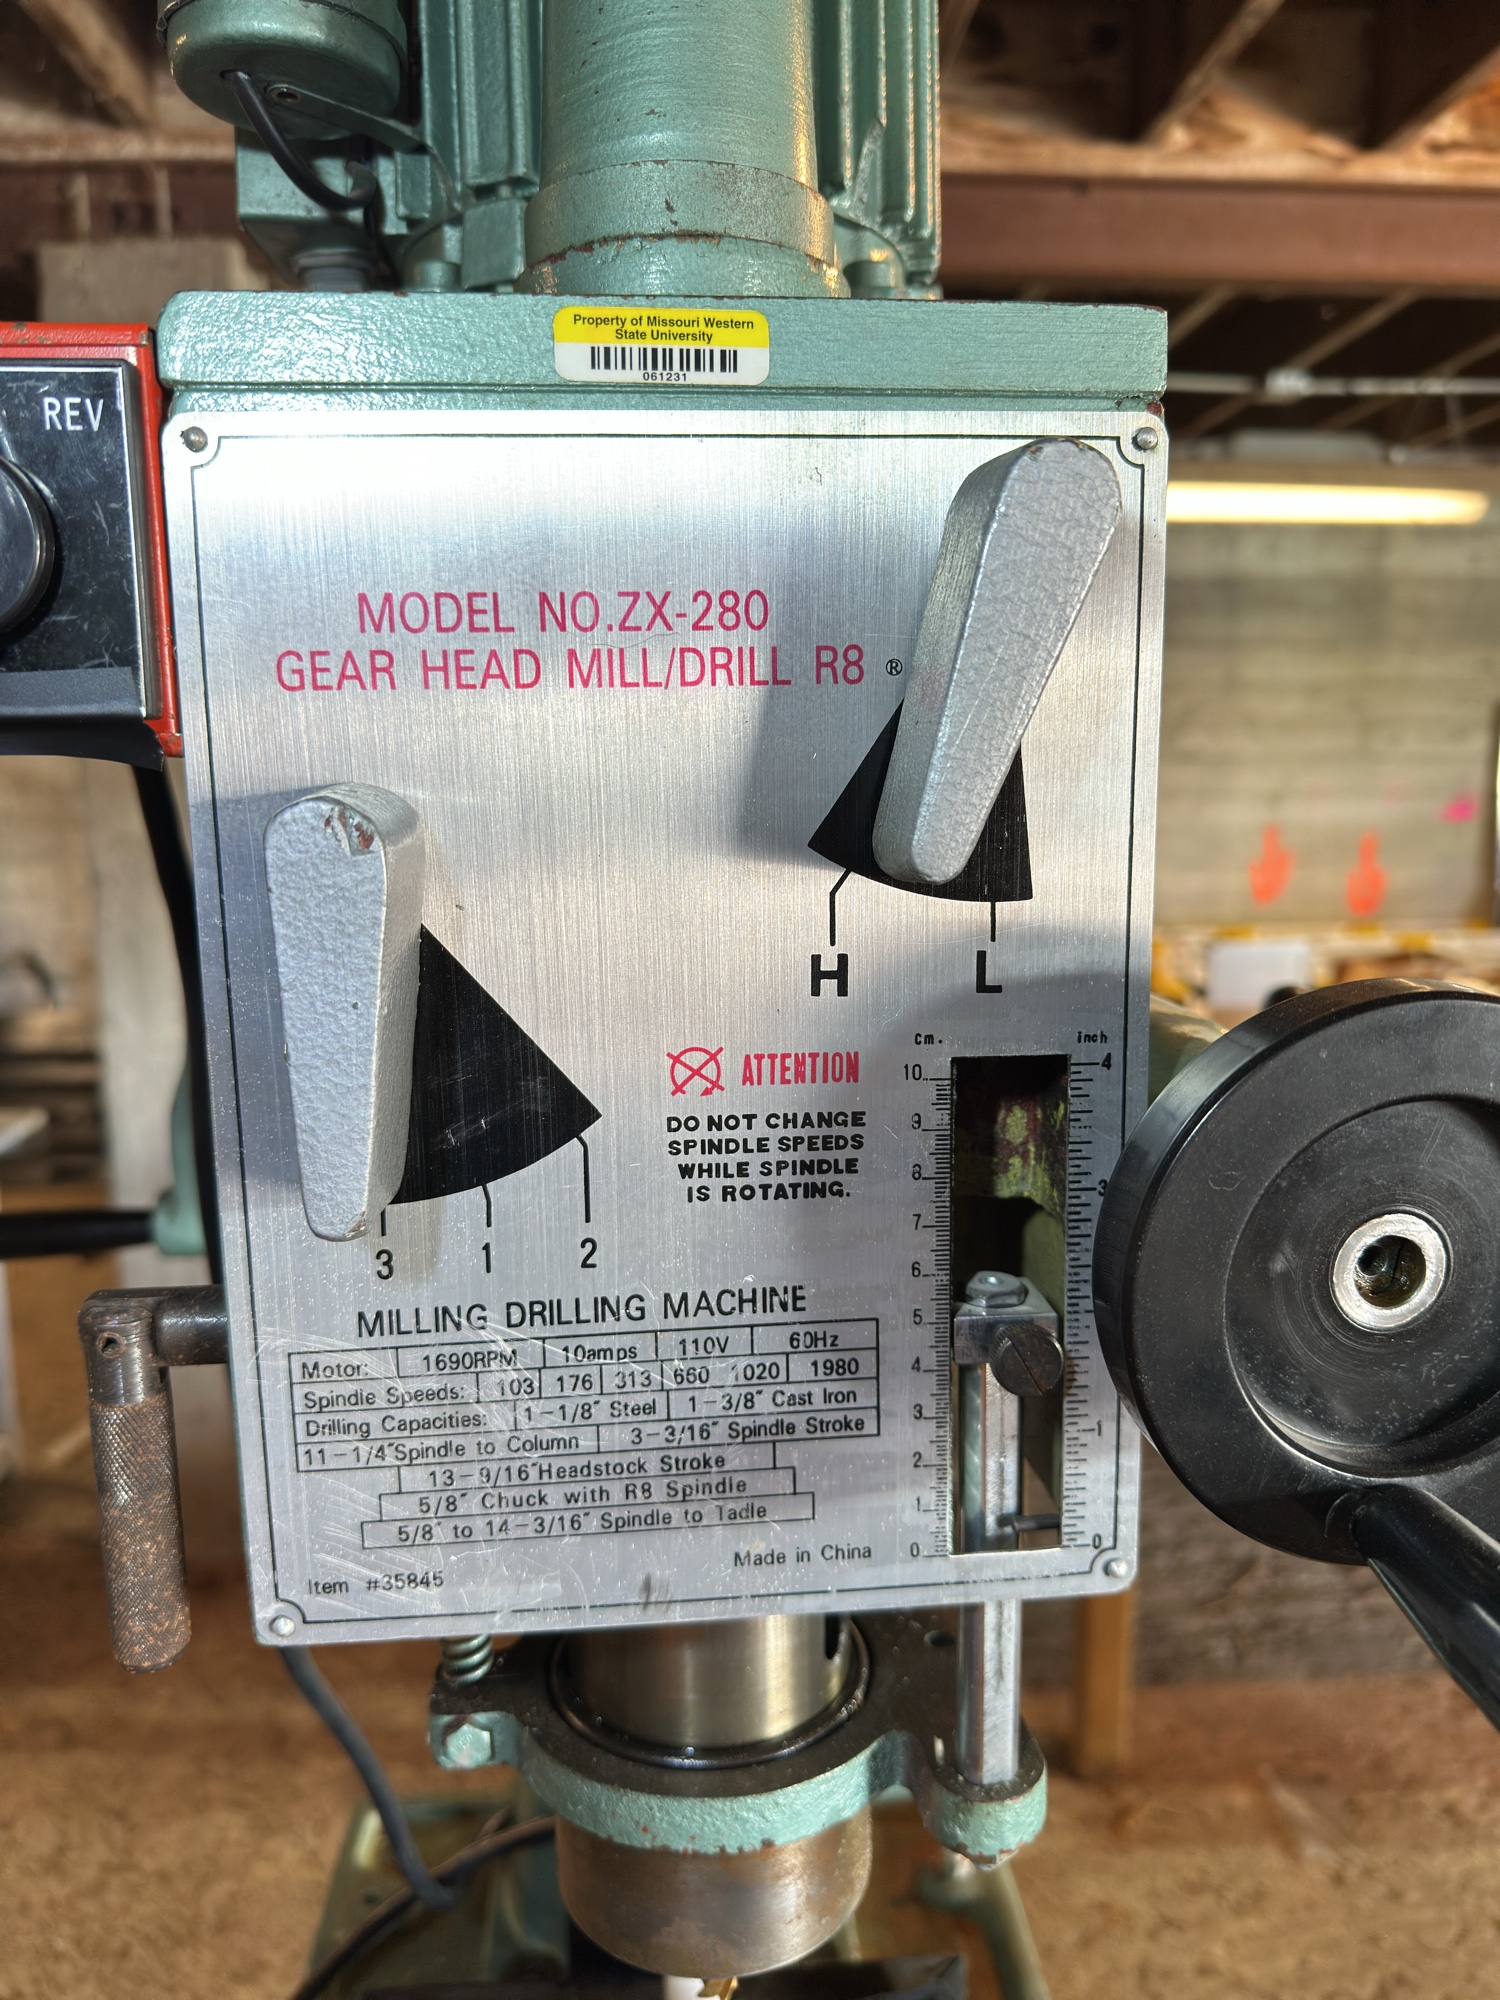 Property of Missouri Western
State University
061231
REV
MODEL NO.ZX-280
GEAR HEAD MILL/DRILL R8 ®
H L
3 1 2
ATTENTION
DO NOT CHANGE
SPINDLE SPEEDS
WHILE SPINDLE
IS ROTATING.
Cm. inch
10 9 8 7 6 5 4 3 2 1 0
4 3 1 0
MILLING DRILLING MACHINE
Motor: 1690RPM 10amps 110V 60Hz
Spindle Speeds: 103 176 313 660 1020 1980
Drilling Capacities: 1-1/8" Steel 1-3/8" Cast Iron
11-1/4"Spindle to Column 3-3/16" Spindle Stroke
13-9/16"Headstock Stroke
5/8" Chuck with R8 Spindle
5/8" to 14-3/16" Spindle to Tadle
Made in China
Item #35845